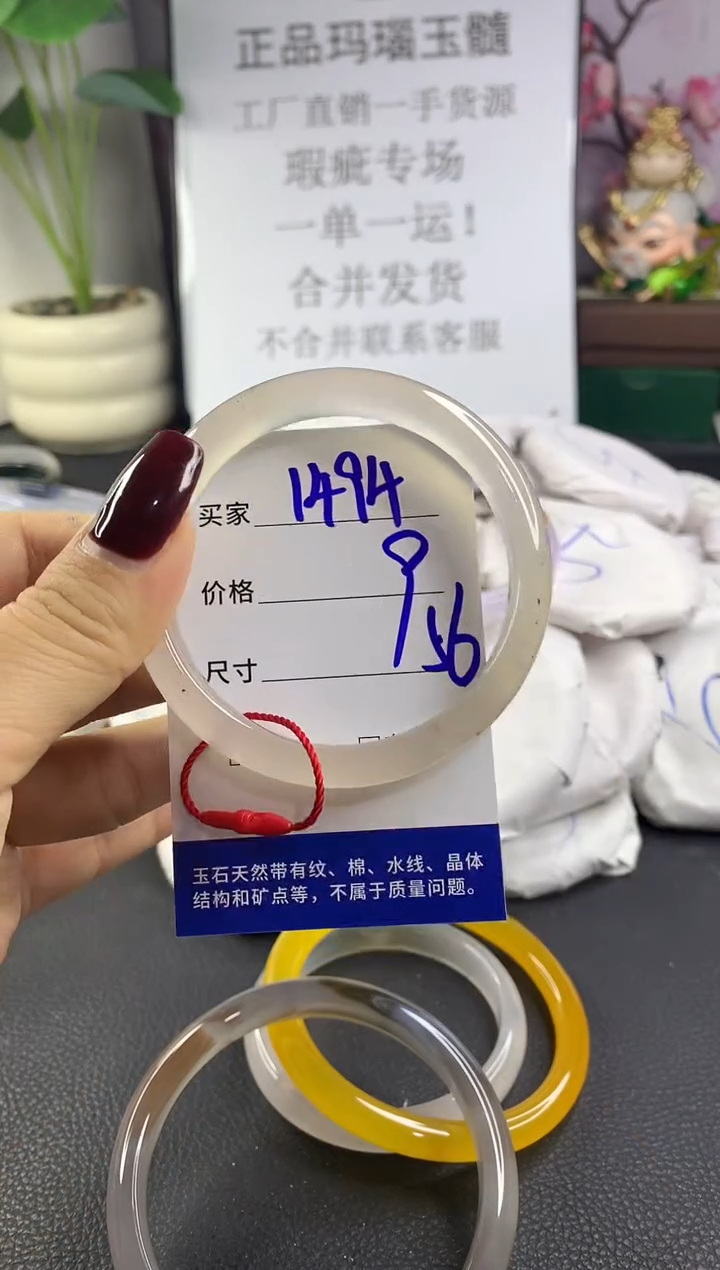 正品玛瑙玉髓
工厂直销一手货源
瑕疵专场
一单一运！
合并发货
不合并联系客服
买家 1494
价格 9
尺寸 56
玉石天然带有纹、棉、水线、晶体
结构和矿点等，不属于质量问题。